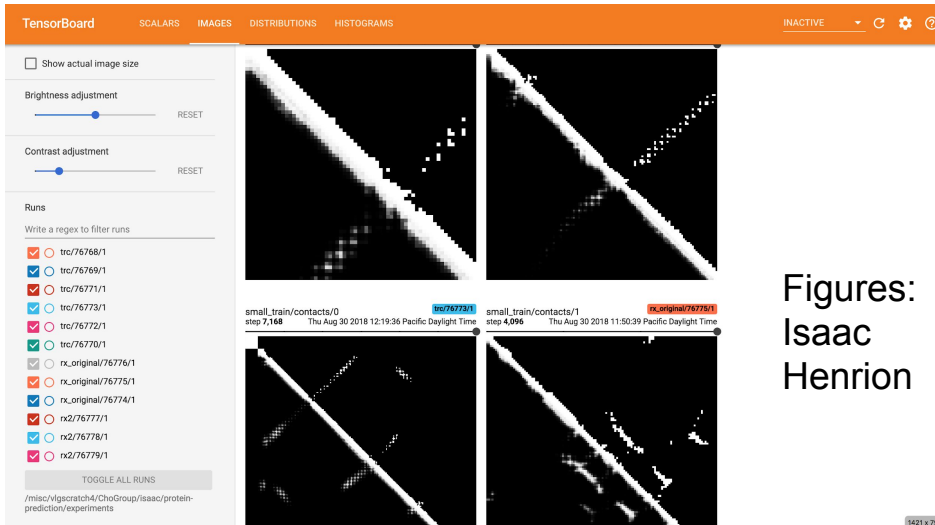 TensorBoard
SCALARS
IMAGES
DISTRIBUTIONS
HISTOGRAMS
INACTIVE
Show actual image size
Brightness adjustment
RESET
Contrast adjustment
RESET
Runs
Write a regex to filter runs
trc/76768/1
trc/76769/1
trc/76771/1
trc/76773/1
trc/76772/1
trc/76770/1
rx_original/76776/1
rx_original/76775/1
rx_original/76774/1
rx2/76777/1
rx2/76778/1
rx2/76779/1
TOGGLE ALL RUNS
/misc/vlgscratch4/ChoGroup/isaac/protein-
prediction/experiments
small_train/contacts/0
trc/76773/1
step 7,168
Thu Aug 30 2018 12:19:36 Pacific Daylight Time
small_train/contacts/1
rx_original/76775/1
step 4,096
Thu Aug 30 2018 11:50:39 Pacific Daylight Time
Figures:
Isaac
Henrion